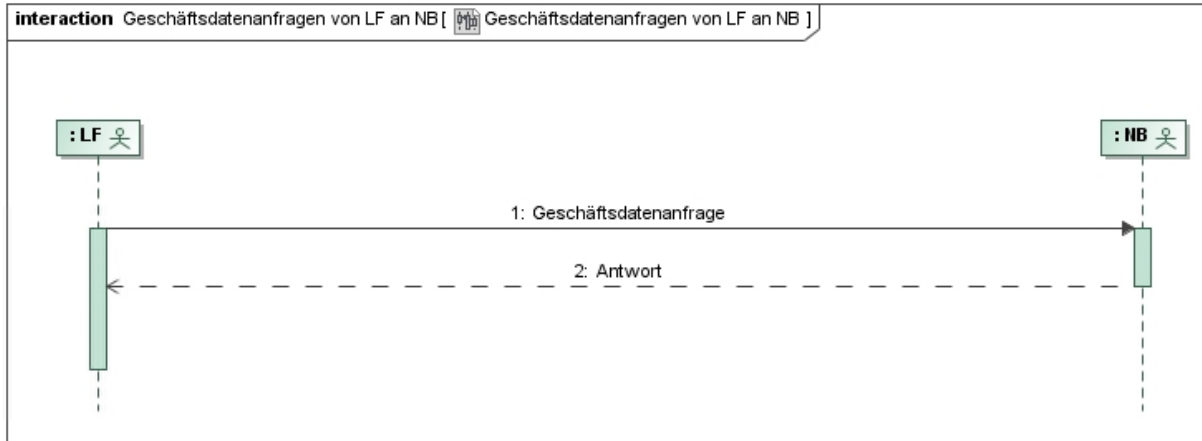 interaction Geschäftsdatenanfragen von LF an NB[ Geschäftsdatenanfragen von LF an NB ]
: LF
: NB
1: Geschäftsdatenanfrage
2: Antwort